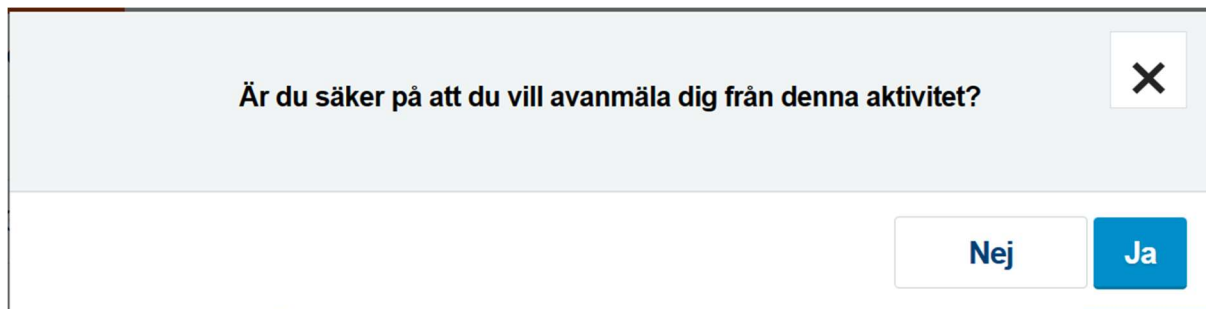 Är du säker på att du vill avanmäla dig från denna aktivitet?
Nej
Ja